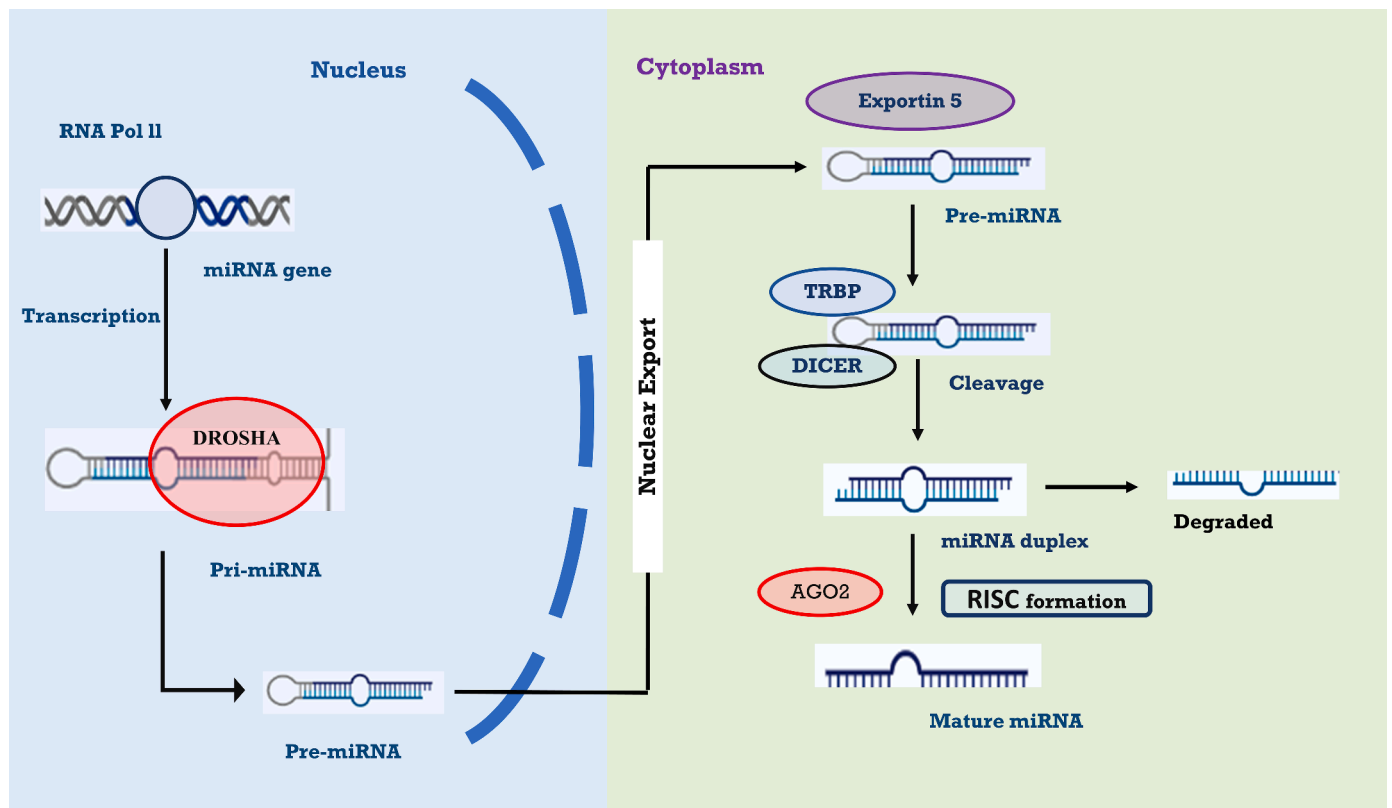 Nucleus
RNA Pol ll
miRNA gene
Transcription
DROSHA
Pri-miRNA
Pre-miRNA
Nuclear Export
Cytoplasm
Exportin 5
Pre-miRNA
TRBP
DICER
Cleavage
miRNA duplex
Degraded
AGO2
RISC formation
Mature miRNA